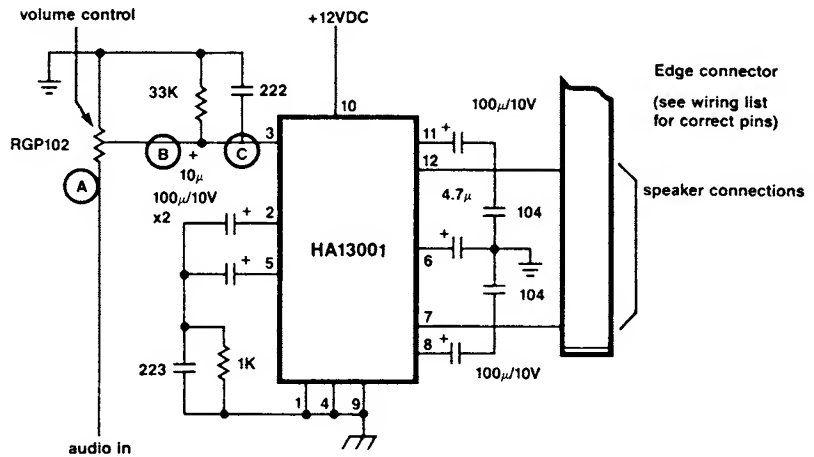 volume control
+12VDC
33K
222
10
RGP102
A
B
C
+
10μ
3
100μ/10V
x2
+
2
+
5
HA13001
223
1K
1
4
9
audio in
100μ/10V
11
+
12
4.7μ
104
+
6
104
7
8
+
100μ/10V
Edge connector
(see wiring list
for correct pins)
speaker connections